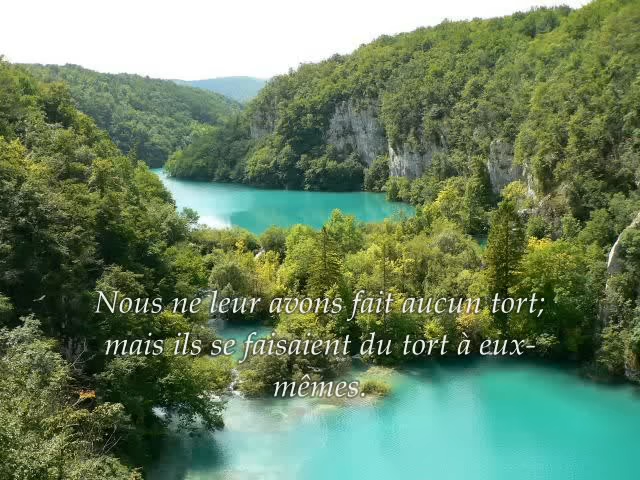 Nous ne leur avons fait aucun tort;
mais ils se faisaient du tort à eux-
mêmes.